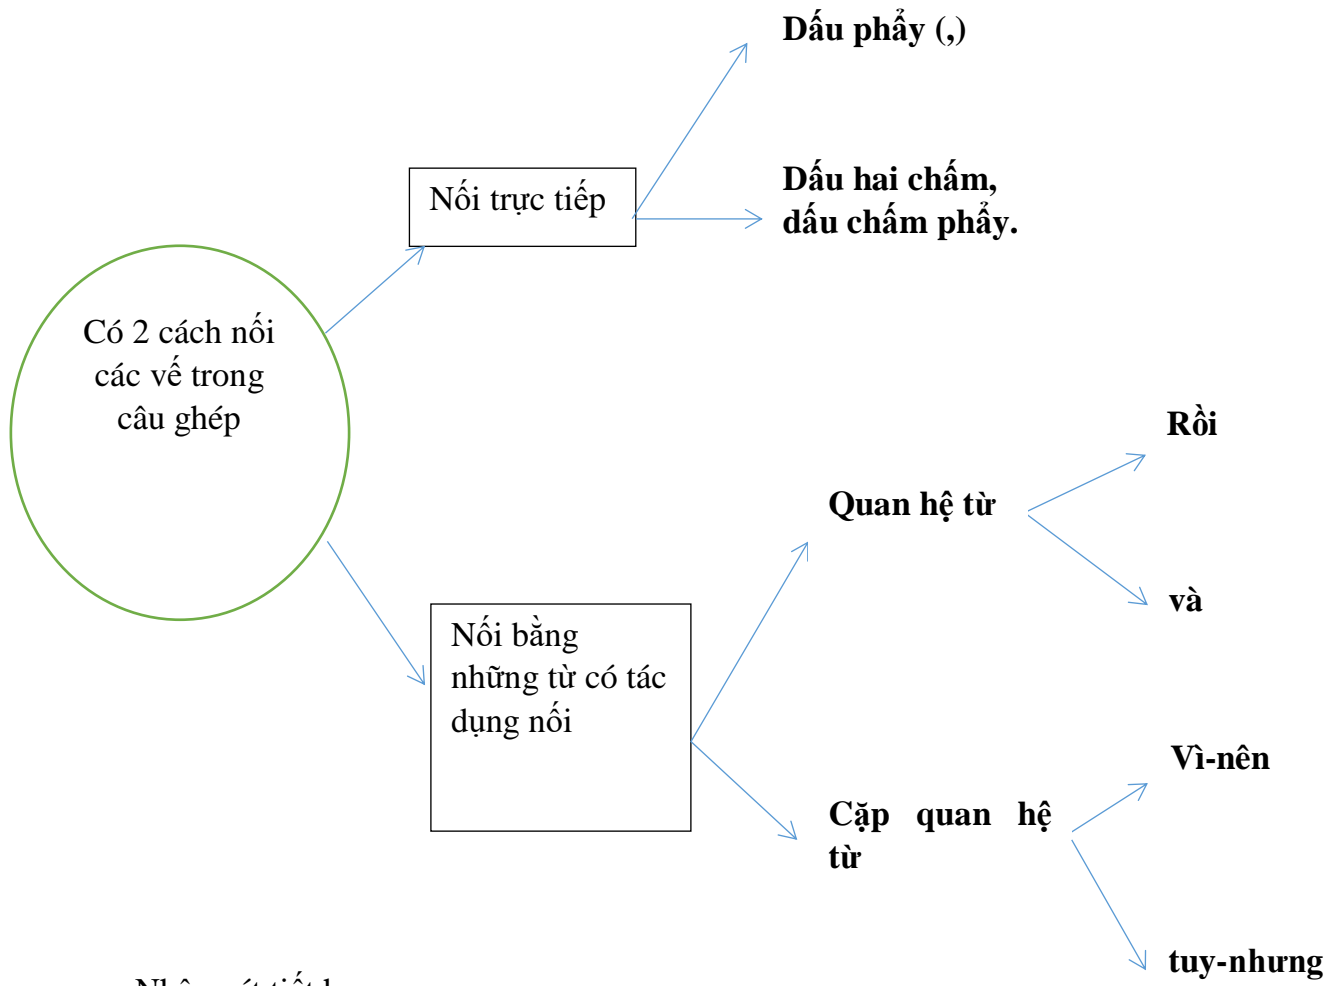 Dấu phẩy (,)
Nối trực tiếp
Dấu hai chấm,
dấu chấm phẩy.
Có 2 cách nối
các vế trong
câu ghép
Rồi
Quan hệ từ
và
Nối bằng
những từ có tác
dụng nối
Vì-nên
Cặp quan hệ
từ
tuy-nhưng